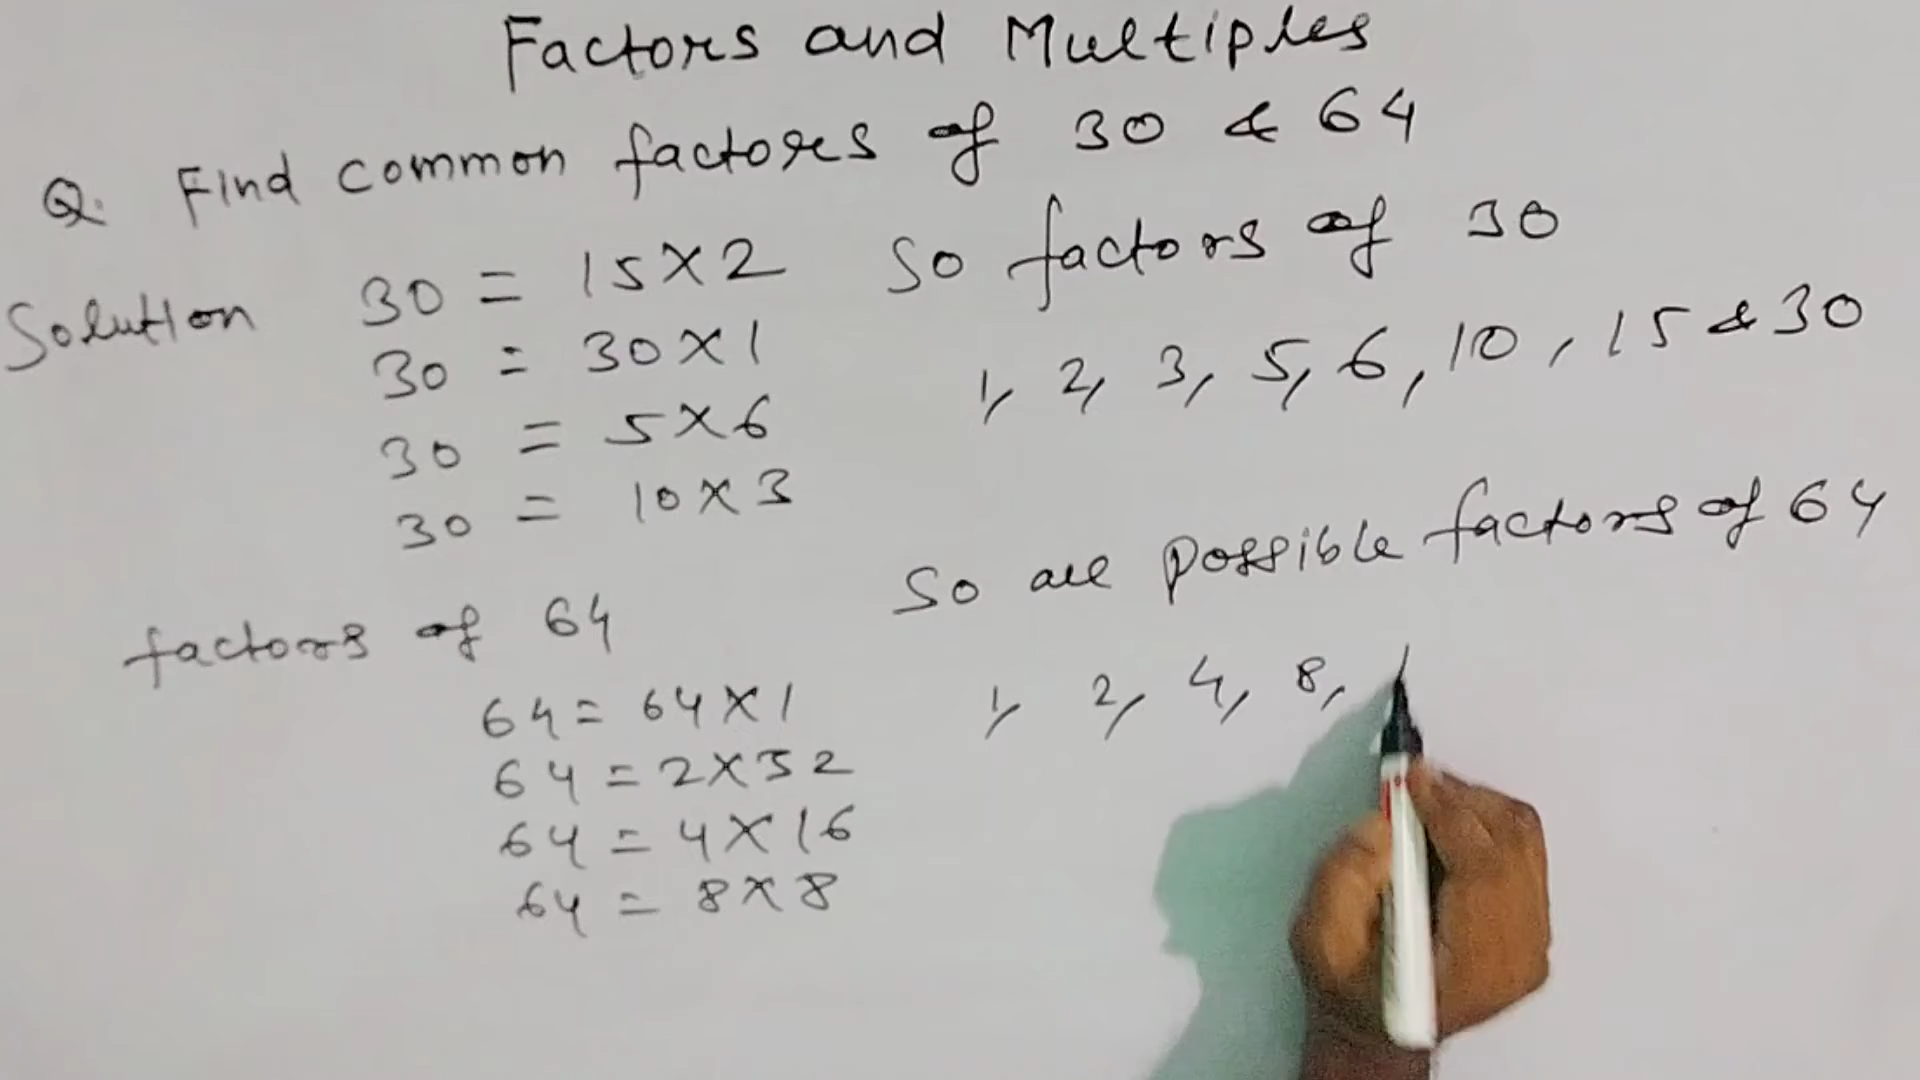 Factors and Multiples
Q. Find common factors of 30 & 64
Solution 30 = 15 X 2
30 = 30 X 1
30 = 5 X 6
30 = 10 X 3
So factors of 30
1, 2, 3, 5, 6, 10, 15 & 30
factors of 64
64 = 64 X 1
64 = 2 X 32
64 = 4 X 16
64 = 8 X 8
So all possible factors of 64
1, 2, 4, 8,